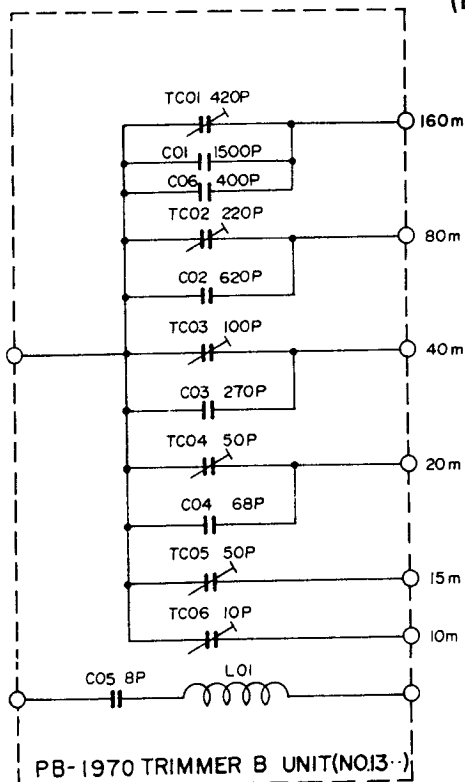 TC01 420P
160m
C01 1500P
C06 400P
TC02 220P
80m
C02 620P
TC03 100P
40m
C03 270P
TC04 50P
20m
C04 68P
TC05 50P
15m
TC06 10P
10m
C05 8P
L01
PB-1970 TRIMMER B UNIT(NO.13··)